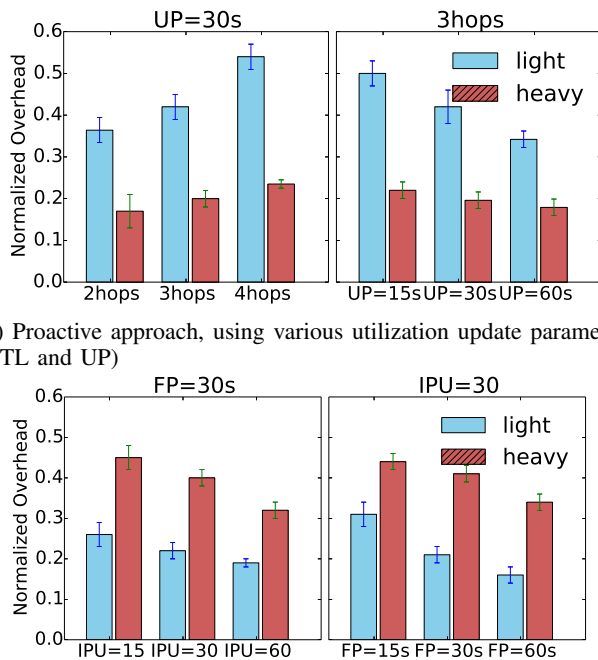 UP=30s
3hops
0.6
0.5
0.4
0.3
0.2
0.1
0.0
Normalized Overhead
light
heavy
2hops 3hops 4hops
UP=15s UP=30s UP=60s
) Proactive approach, using various utilization update parame
TL and UP)
FP=30s
IPU=30
0.6
0.5
0.4
0.3
0.2
0.1
0.0
Normalized Overhead
light
heavy
IPU=15 IPU=30 IPU=60
FP=15s FP=30s FP=60s